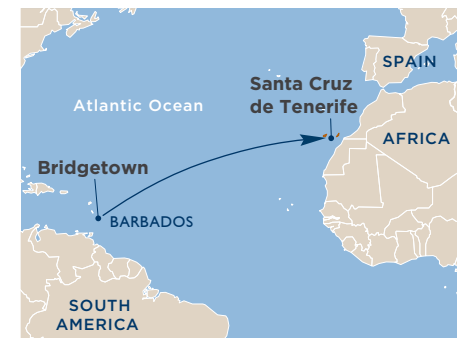 SPAIN
Santa Cruz
de Tenerife
Atlantic Ocean
AFRICA
Bridgetown
BARBADOS
SOUTH
AMERICA